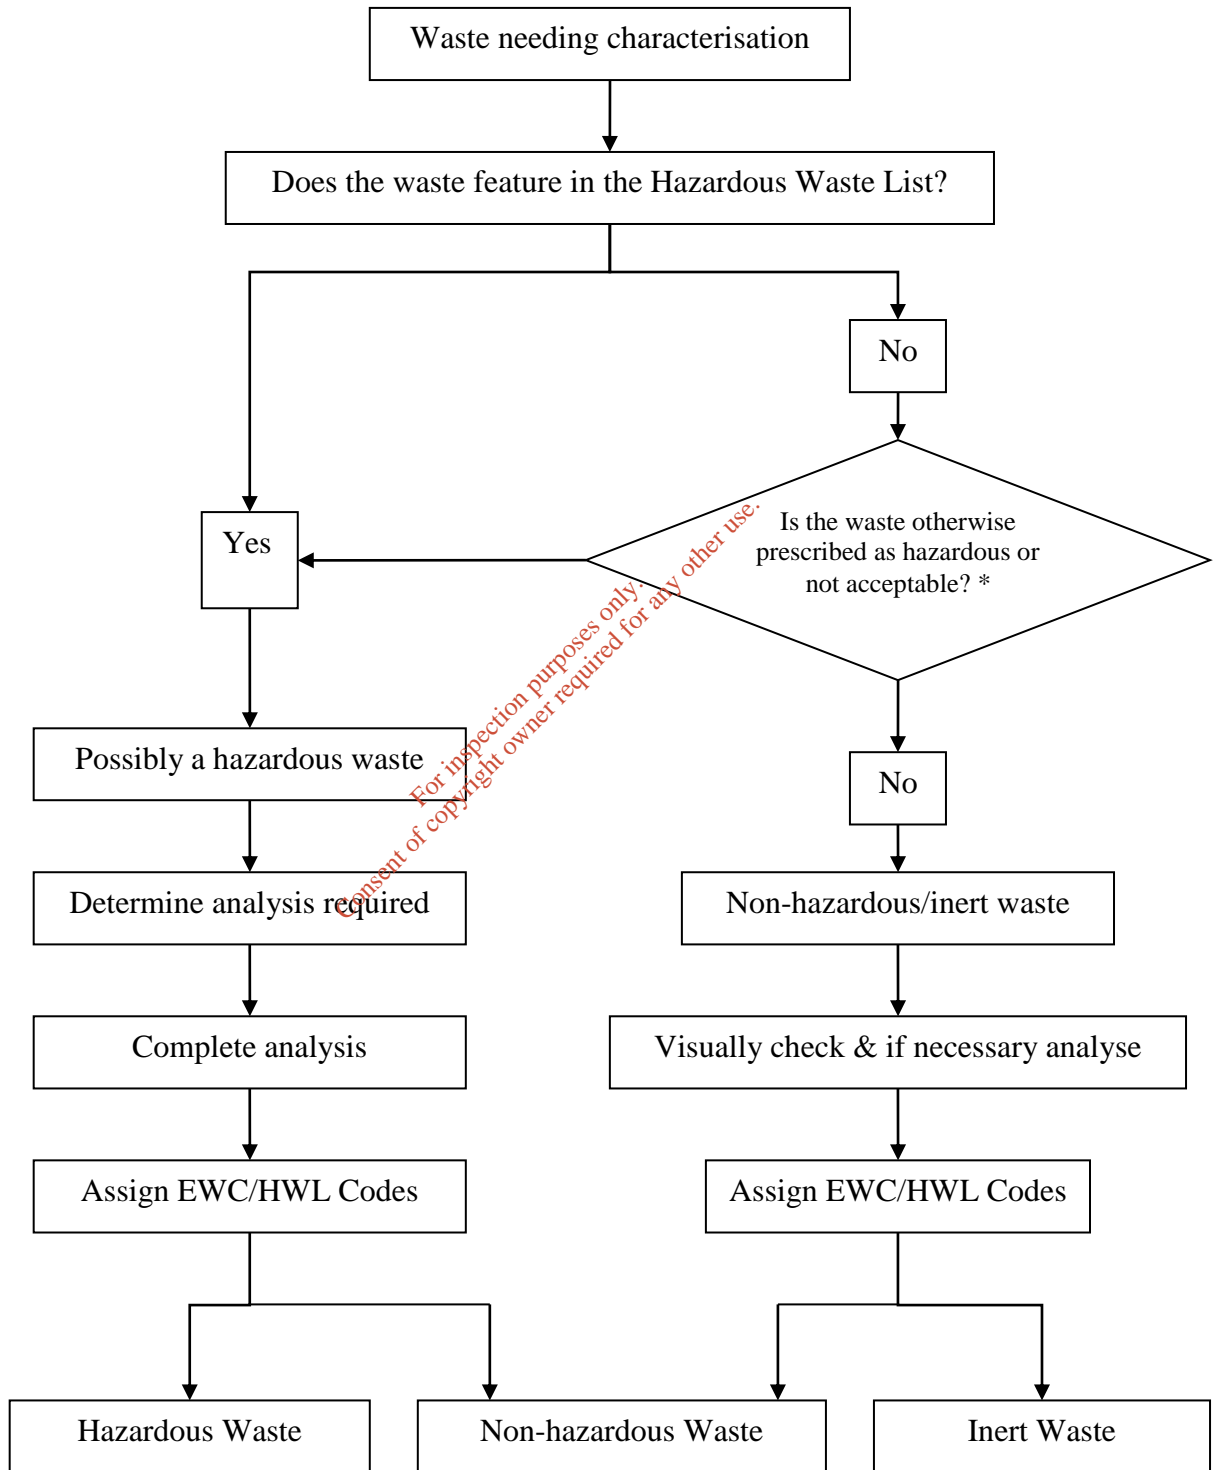 Waste needing characterisation
Does the waste feature in the Hazardous Waste List?
No
Is the waste otherwise
prescribed as hazardous or
not acceptable? *
Yes
For inspection purposes only.
Consent of copyright owner required for any other use.
Possibly a hazardous waste
No
Determine analysis required
Non-hazardous/inert waste
Complete analysis
Visually check & if necessary analyse
Assign EWC/HWL Codes
Assign EWC/HWL Codes
Hazardous Waste
Non-hazardous Waste
Inert Waste